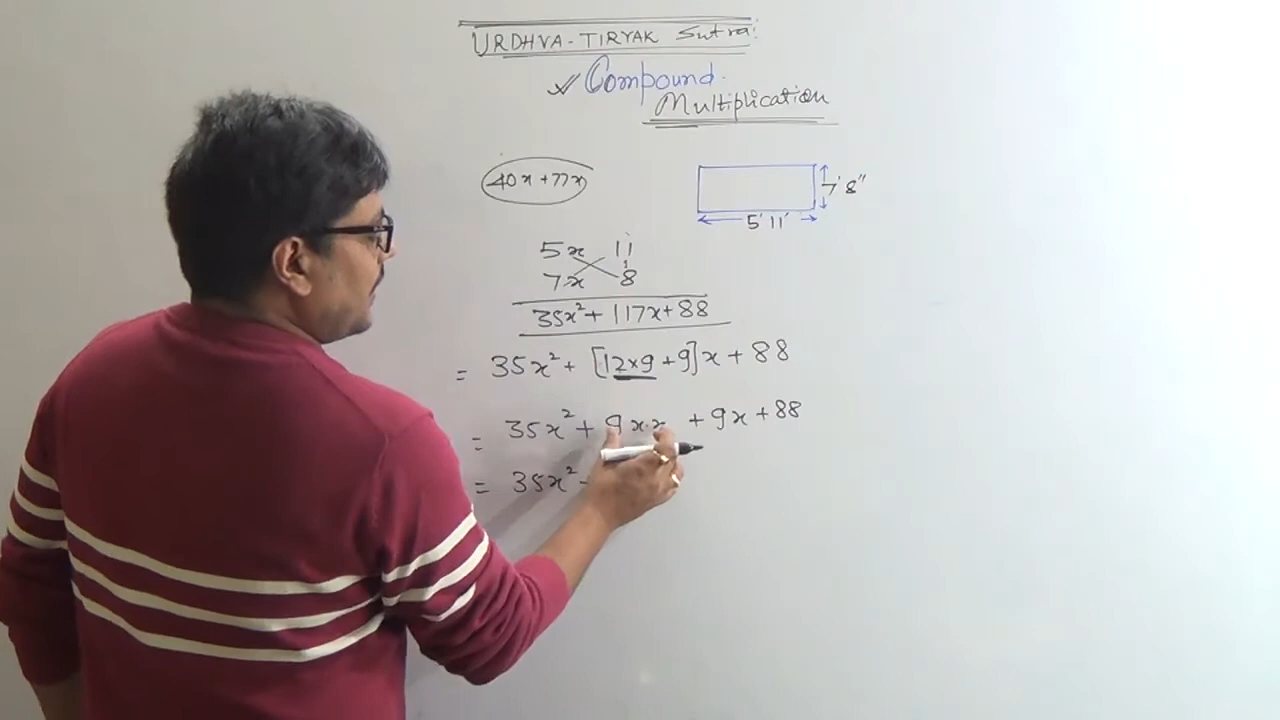 URDHVA-TIRYAK Sutra:
✓ Compound.
Multiplication
40x+77x
7' 8"
5' 11'
5x 11
7x 8
35x²+ 117x+88
= 35x²+ [12×9+9]x+88
= 35x²+ 9x.x +9x+88
= 35x²